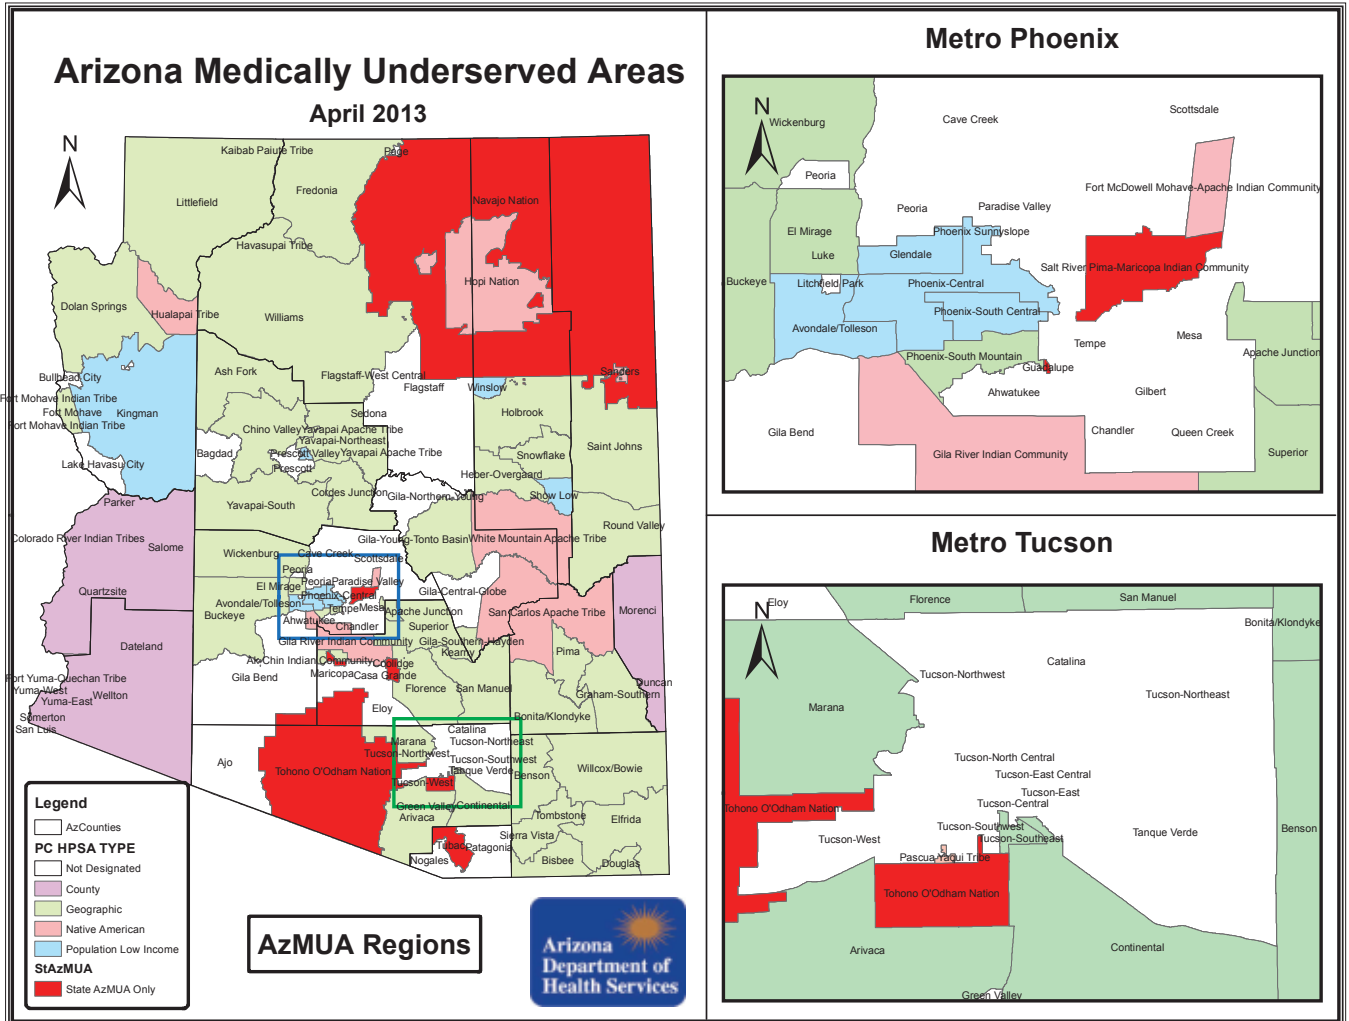 Arizona Medically Underserved Areas
April 2013
N
Kaibab Paiute Tribe
Page
Fredonia
Littlefield
Navajo Nation
Havasupai Tribe
Hopi Nation
Dolan Springs
Hualapai Tribe
Williams
Ash Fork
Flagstaff-West Central
Flagstaff
Winslow
Sanders
Bullhead City
Fort Mohave Indian Tribe
Fort Mohave
Kingman
Fort Mohave Indian Tribe
Sedona
Holbrook
Chino Valley
Yavapai Apache Tribe
Yavapai-Northeast
Saint Johns
Bagdad
Prescott Valley
Yavapai Apache Tribe
Snowflake
Lake Havasu City
Prescott
Heber-Overgaard
Cordes Junction
Gila-Northern-Young
Show Low
Parker
Yavapai-South
Round Valley
Colorado River Indian Tribes
Salome
Gila-Young-Tonto Basin
White Mountain Apache Tribe
Wickenburg
Cave Creek
Scottsdale
Peoria
Peoria
Paradise Valley
El Mirage
Quartzsite
Phoenix-Central
Gila-Central-Globe
Avondale/Tolleson
Tempe
Mesa
Apache Junction
San Carlos Apache Tribe
Morenci
Buckeye
Ahwatukee
Chandler
Superior
Dateland
Gila River Indian Community
Gila-Southern-Hayden
Kearny
Pima
Ak-Chin Indian Community
Coolidge
Gila Bend
Maricopa
Casa Grande
Fort Yuma-Quechan Tribe
Yuma-West
Yuma-East
Wellton
Florence
San Manuel
Graham-Southern
Duncan
Somerton
San Luis
Eloy
Bonita/Klondyke
Catalina
Marana
Tucson-Northeast
Tucson-Northwest
Ajo
Tucson-Southwest
Tanque Verde
Tohono O'Odham Nation
Benson
Willcox/Bowie
Tucson-West
Green Valley
Continental
Arivaca
Tombstone
Elfrida
Sierra Vista
Tubac
Patagonia
Nogales
Bisbee
Douglas
Legend
AzCounties
PC HPSA TYPE
Not Designated
County
Geographic
Native American
Population Low Income
StAzMUA
State AzMUA Only
AzMUA Regions
Arizona
Department of
Health Services
Metro Phoenix
N
Wickenburg
Cave Creek
Scottsdale
Peoria
Fort McDowell Mohave-Apache Indian Community
Peoria
Paradise Valley
El Mirage
Phoenix Sunnyslope
Luke
Glendale
Salt River Pima-Maricopa Indian Community
Buckeye
Litchfield Park
Phoenix-Central
Phoenix-South Central
Avondale/Tolleson
Mesa
Tempe
Phoenix-South Mountain
Apache Junction
Guadalupe
Ahwatukee
Gilbert
Gila Bend
Chandler
Queen Creek
Gila River Indian Community
Superior
Metro Tucson
N
Eloy
Florence
San Manuel
Bonita/Klondyke
Catalina
Tucson-Northwest
Tucson-Northeast
Marana
Tucson-North Central
Tucson-East Central
Tucson-East
Tucson-Central
Tohono O'Odham Nation
Tucson-Southwest
Tucson-West
Tucson-Southeast
Tanque Verde
Benson
Pascua-Yaqui Tribe
Tohono O'Odham Nation
Arivaca
Continental
Green Valley